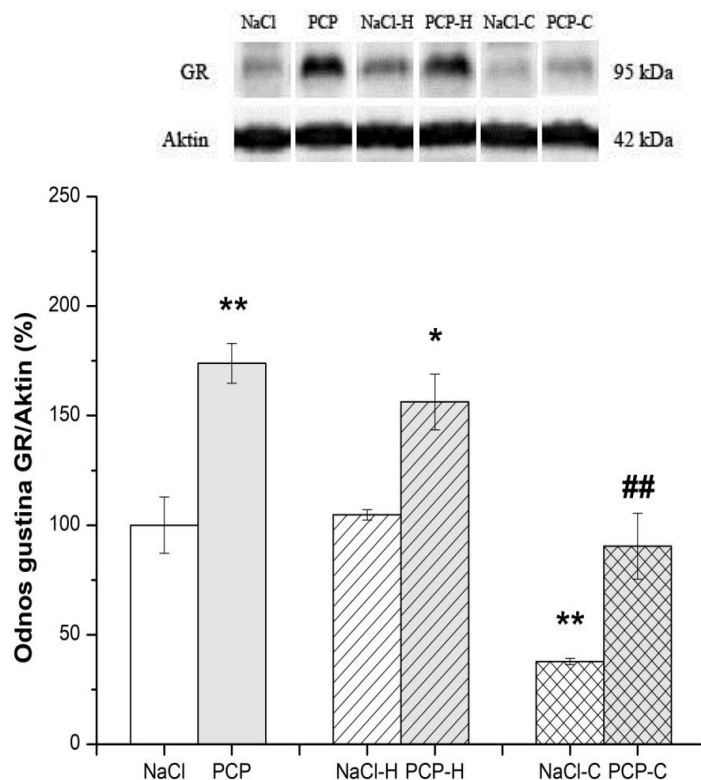 NaCl PCP NaCl-H PCP-H NaCl-C PCP-C
GR 95 kDa
Aktin 42 kDa
250
200
150
100
50
0
Odnos gustina GR/Aktin (%)
**
*
**
##
NaCl PCP NaCl-H PCP-H NaCl-C PCP-C